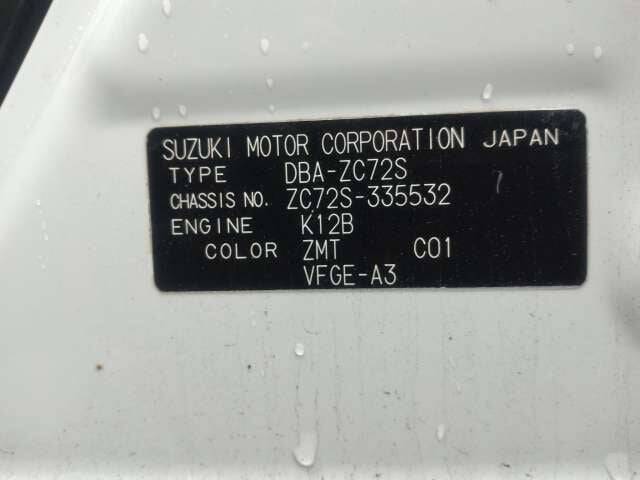 SUZUKI MOTOR CORPORATION JAPAN
TYPE DBA-ZC72S
CHASSIS NO. ZC72S-335532
ENGINE K12B
COLOR ZMT C01
VFGE-A3